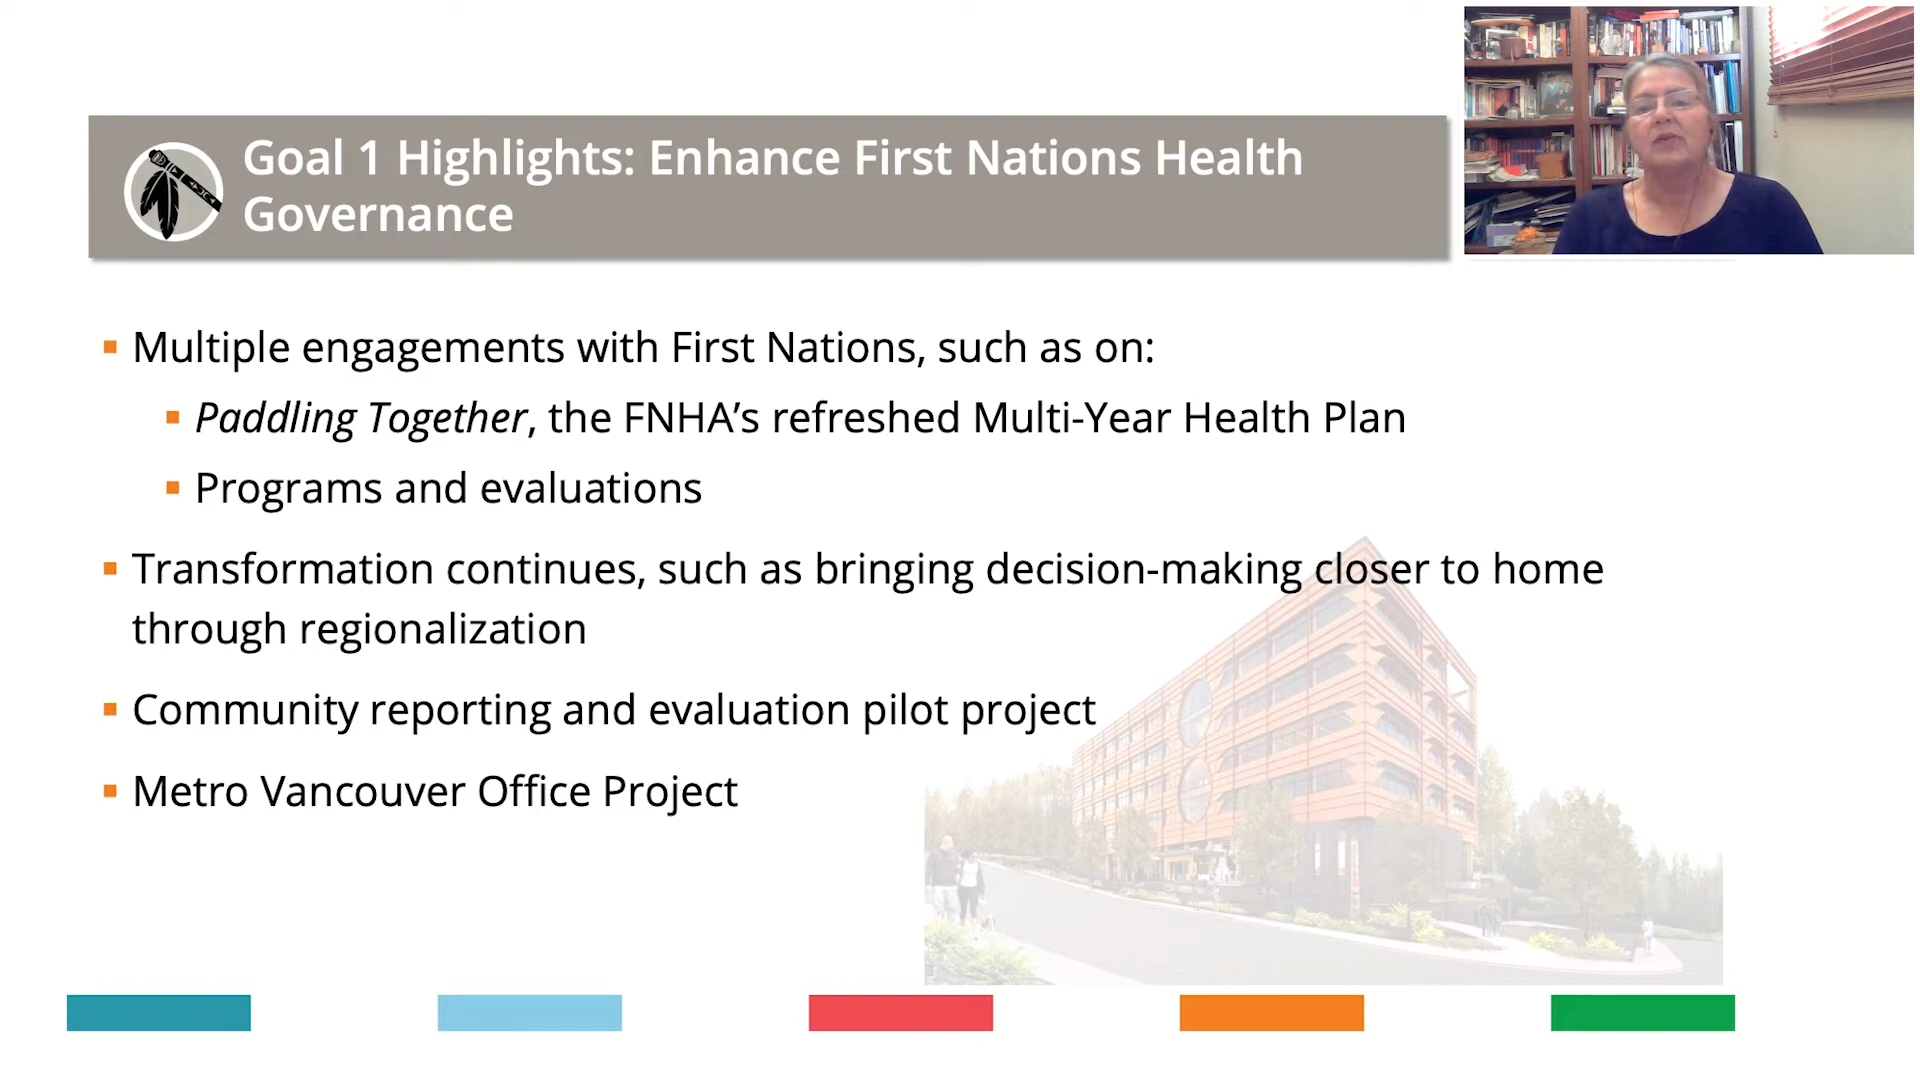 Goal 1 Highlights: Enhance First Nations Health
Governance
Multiple engagements with First Nations, such as on:
Paddling Together, the FNHA’s refreshed Multi-Year Health Plan
Programs and evaluations
Transformation continues, such as bringing decision-making closer to home
through regionalization
Community reporting and evaluation pilot project
Metro Vancouver Office Project